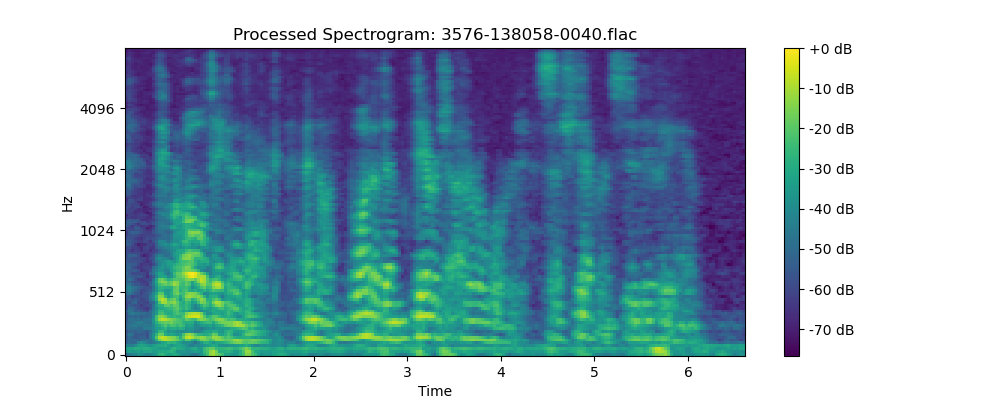 Processed Spectrogram: 3576-138058-0040.flac
Hz
4096
2048
1024
512
0
0 1 2 3 4 5 6
Time
+0 dB
-10 dB
-20 dB
-30 dB
-40 dB
-50 dB
-60 dB
-70 dB